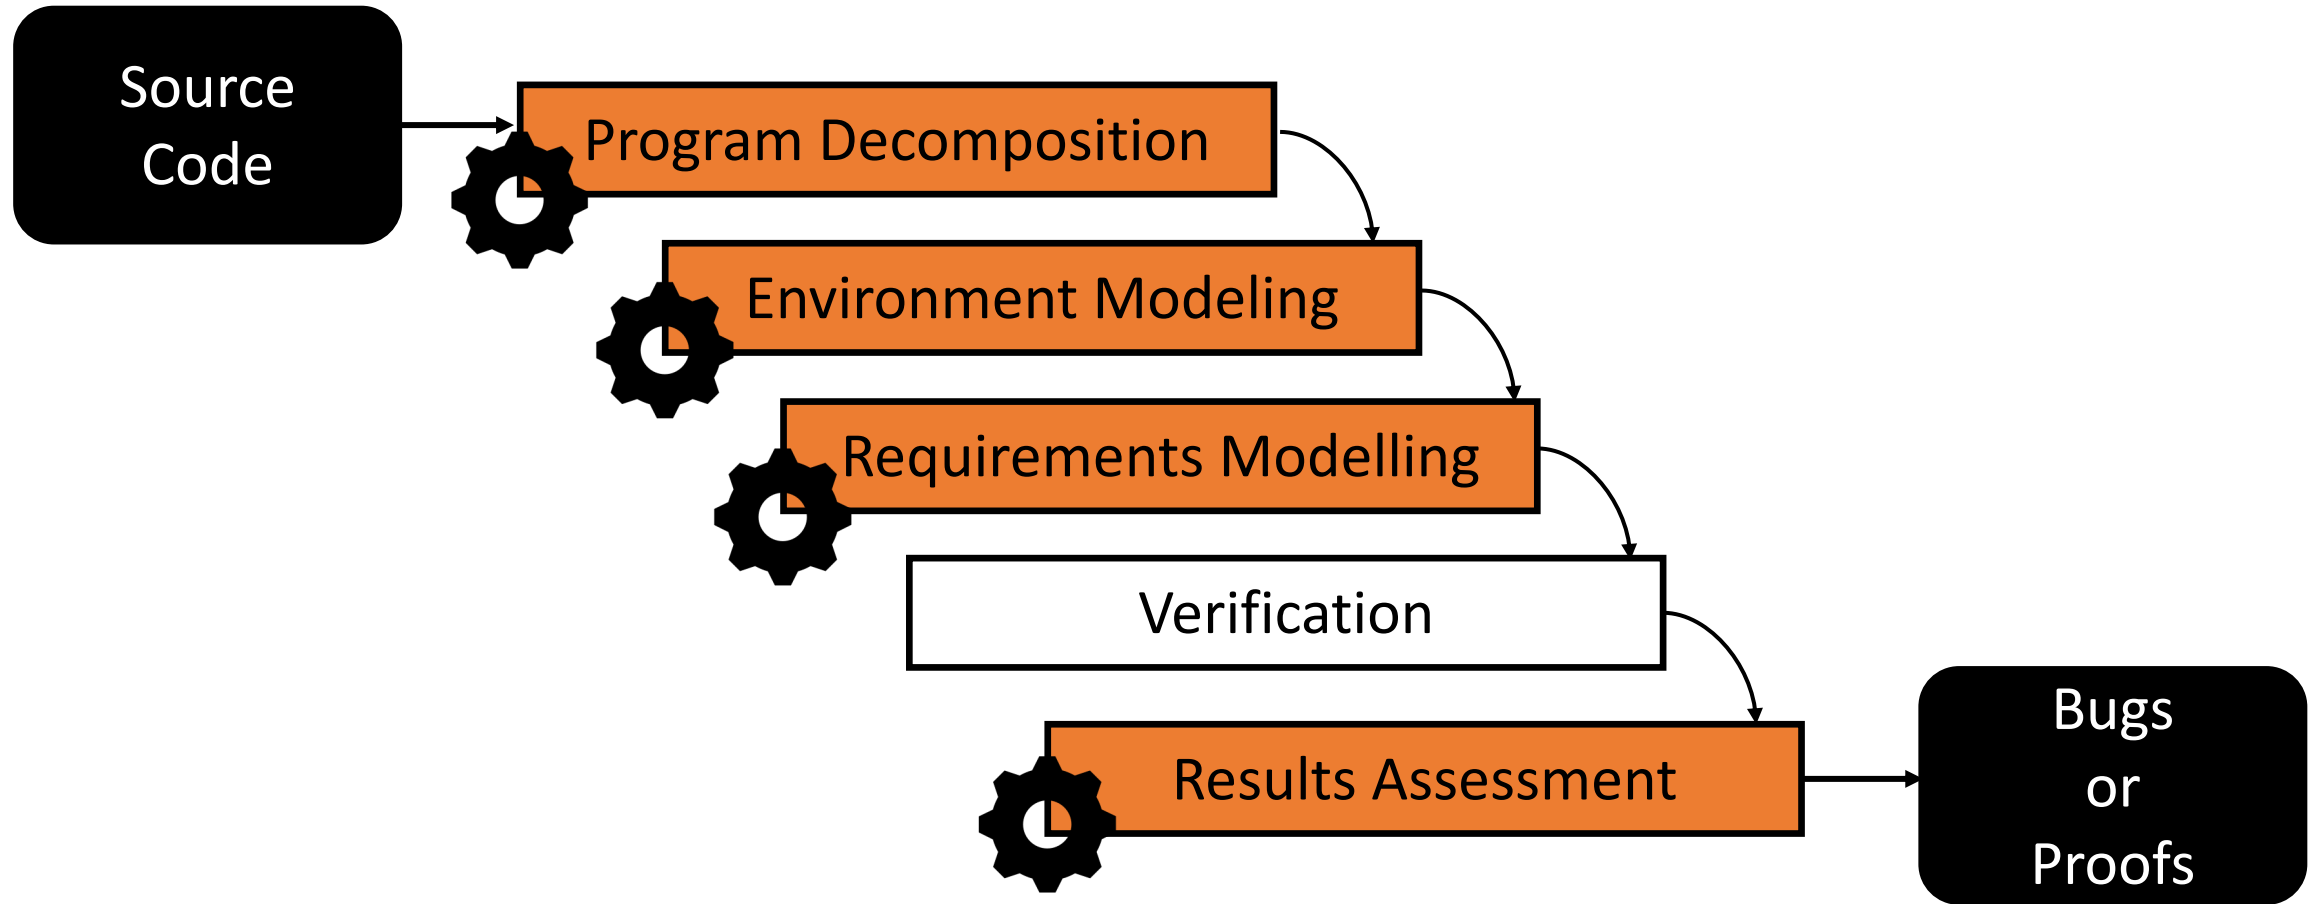 Source
Code
Program Decomposition
Environment Modeling
Requirements Modelling
Verification
Results Assessment
Bugs
or
Proofs